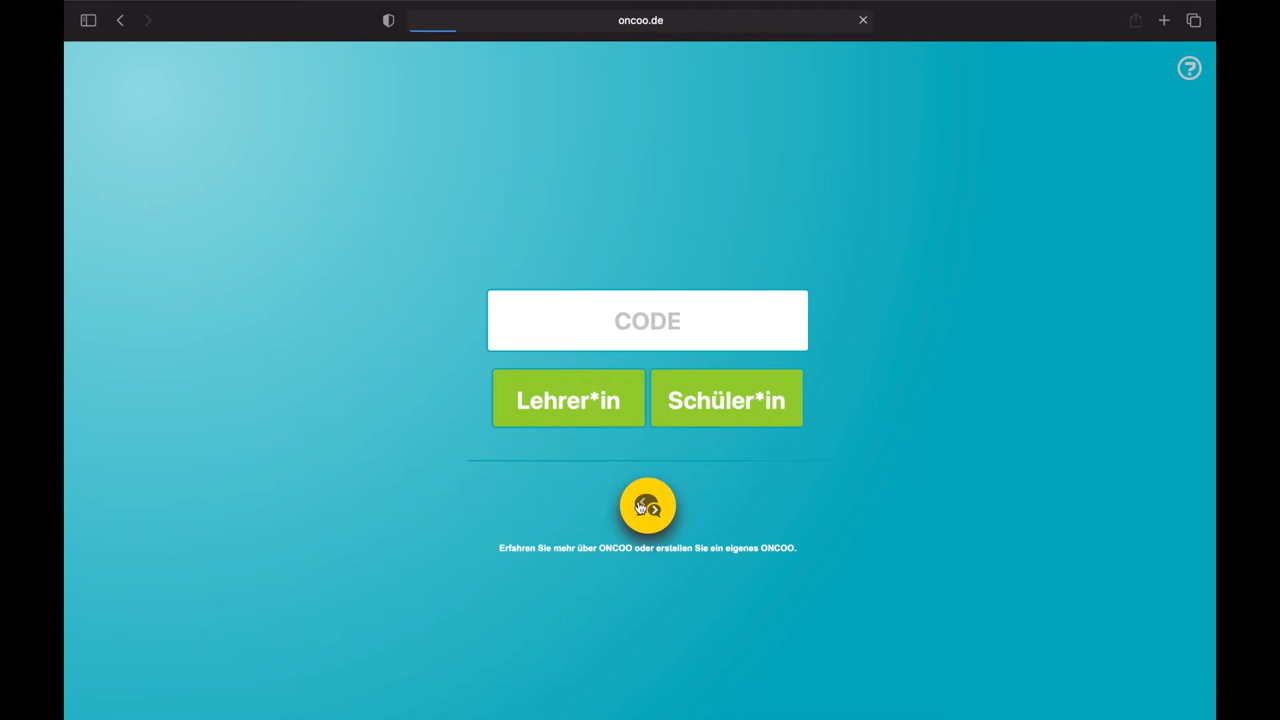 oncoo.de
?
CODE
Lehrer*in
Schüler*in
Erfahren Sie mehr über ONCOO oder erstellen Sie ein eigenes ONCOO.